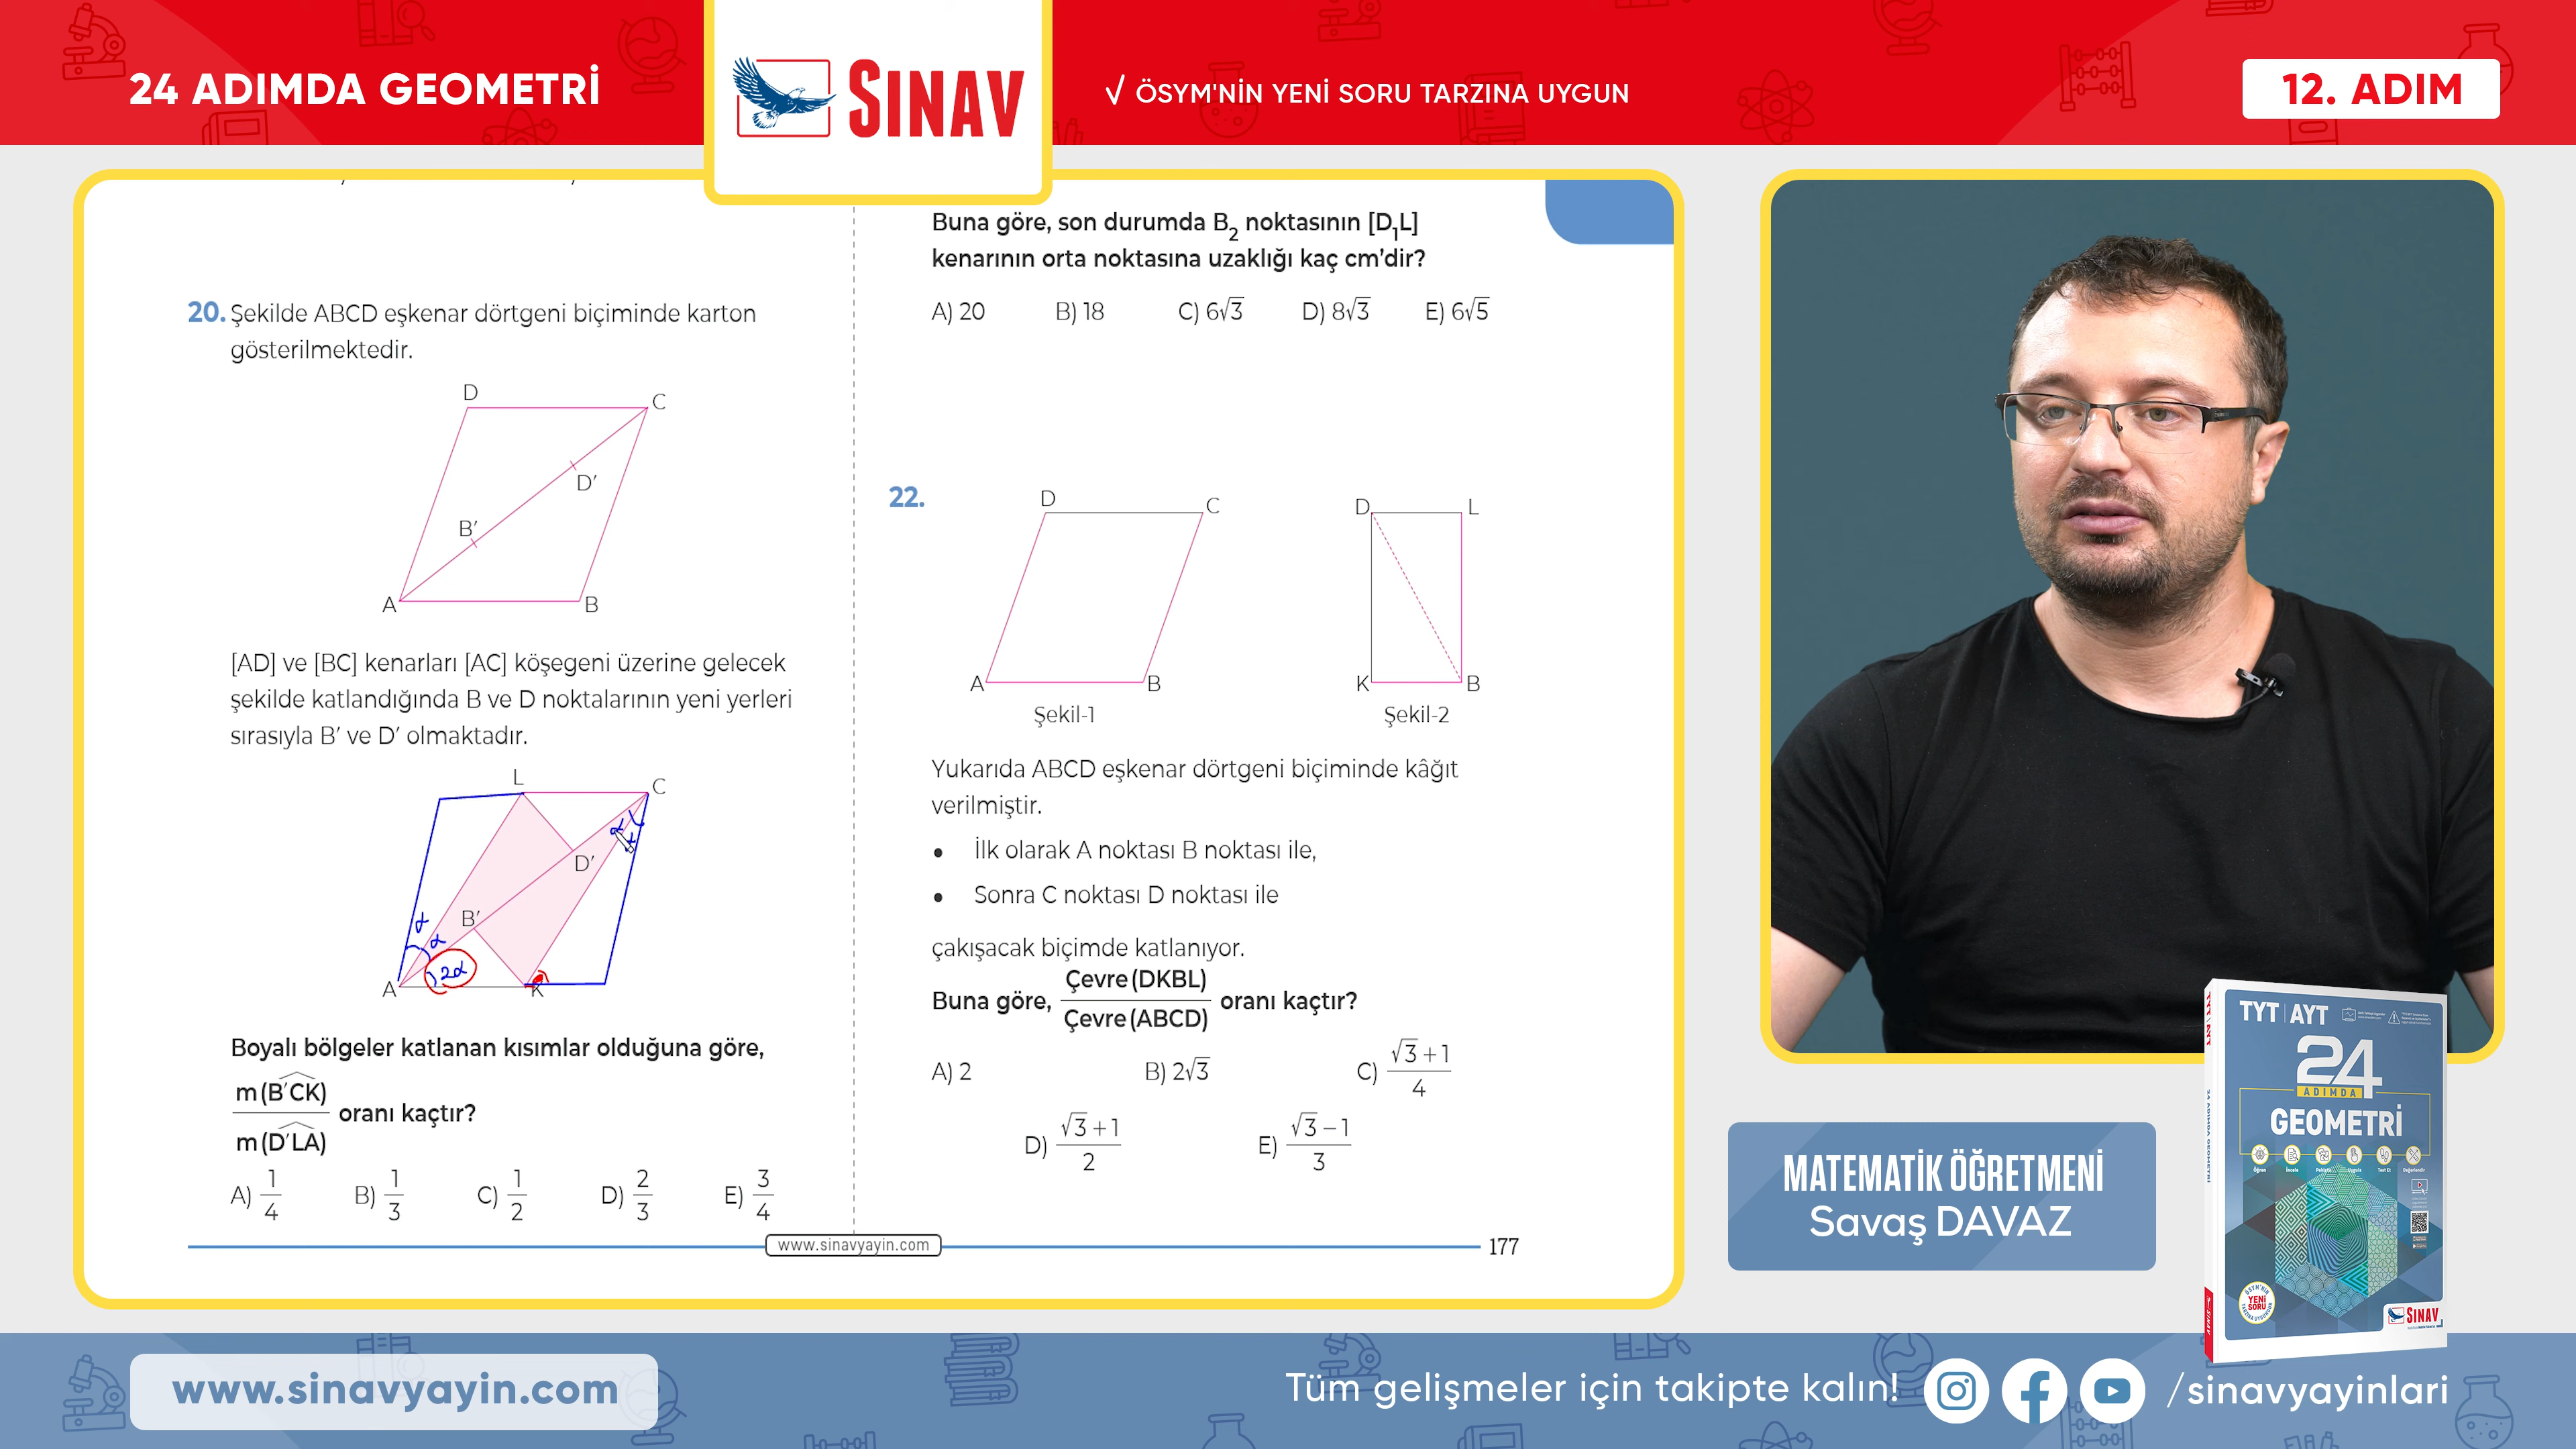 24 ADIMDA GEOMETRİ
SINAV
√ ÖSYM'NİN YENİ SORU TARZINA UYGUN
12. ADIM
20. Şekilde ABCD eşkenar dörtgeni biçiminde karton
gösterilmektedir.
D
C
D'
B'
A
B
[AD] ve [BC] kenarları [AC] köşegeni üzerine gelecek
şekilde katlandığında B ve D noktalarının yeni yerleri
sırasıyla B' ve D' olmaktadır.
L
C
α
α
D'
B'
α
α
2α
A
K
Boyalı bölgeler katlanan kısımlar olduğuna göre,
m(B'CK)
m(D'LA)
oranı kaçtır?
A) 1/4 B) 1/3 C) 1/2 D) 2/3 E) 3/4
Buna göre, son durumda B₂ noktasının [D₁L]
kenarının orta noktasına uzaklığı kaç cm'dir?
A) 20 B) 18 C) 6√3 D) 8√3 E) 6√5
22.
D
C
A
B
Şekil-1
D
L
K
B
Şekil-2
Yukarıda ABCD eşkenar dörtgeni biçiminde kâğıt
verilmiştir.
• İlk olarak A noktası B noktası ile,
• Sonra C noktası D noktası ile
çakışacak biçimde katlanıyor.
Buna göre, Çevre(DKBL)/Çevre(ABCD) oranı kaçtır?
A) 2 B) 2√3 C) (√3+1)/4
D) (√3+1)/2 E) (√3−1)/3
www.sinavyayin.com
177
TYT | AYT
24
ADIMDA
GEOMETRİ
YENİ
SORU
SINAV
MATEMATİK ÖĞRETMENİ
Savaş DAVAZ
www.sinavyayin.com
Tüm gelişmeler için takipte kalın!
/sinavyayinlari